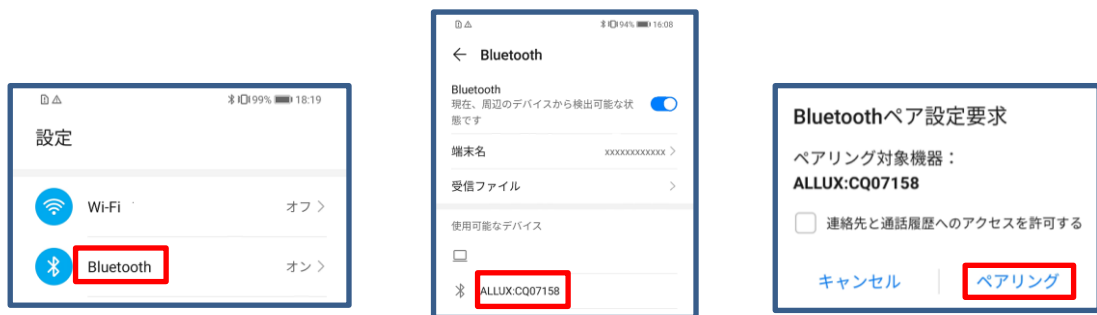 99% 18:19
設定
Wi-Fi
オフ
Bluetooth
オン
94% 16:08
Bluetooth
Bluetooth
現在、周辺のデバイスから検出可能な状
態です
端末名
xxxxxxxxxxxx
受信ファイル
使用可能なデバイス
ALLUX:CQ07158
Bluetoothペア設定要求
ペアリング対象機器：
ALLUX:CQ07158
連絡先と通話履歴へのアクセスを許可する
キャンセル
ペアリング